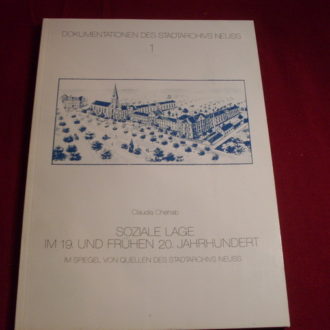 DOKUMENTATIONEN DES STADTARCHIVS NEUSS
1
Claudia Chehab
SOZIALE LAGE
IM 19. UND FRÜHEN 20. JAHRHUNDERT
IM SPIEGEL VON QUELLEN DES STADTARCHIVS NEUSS